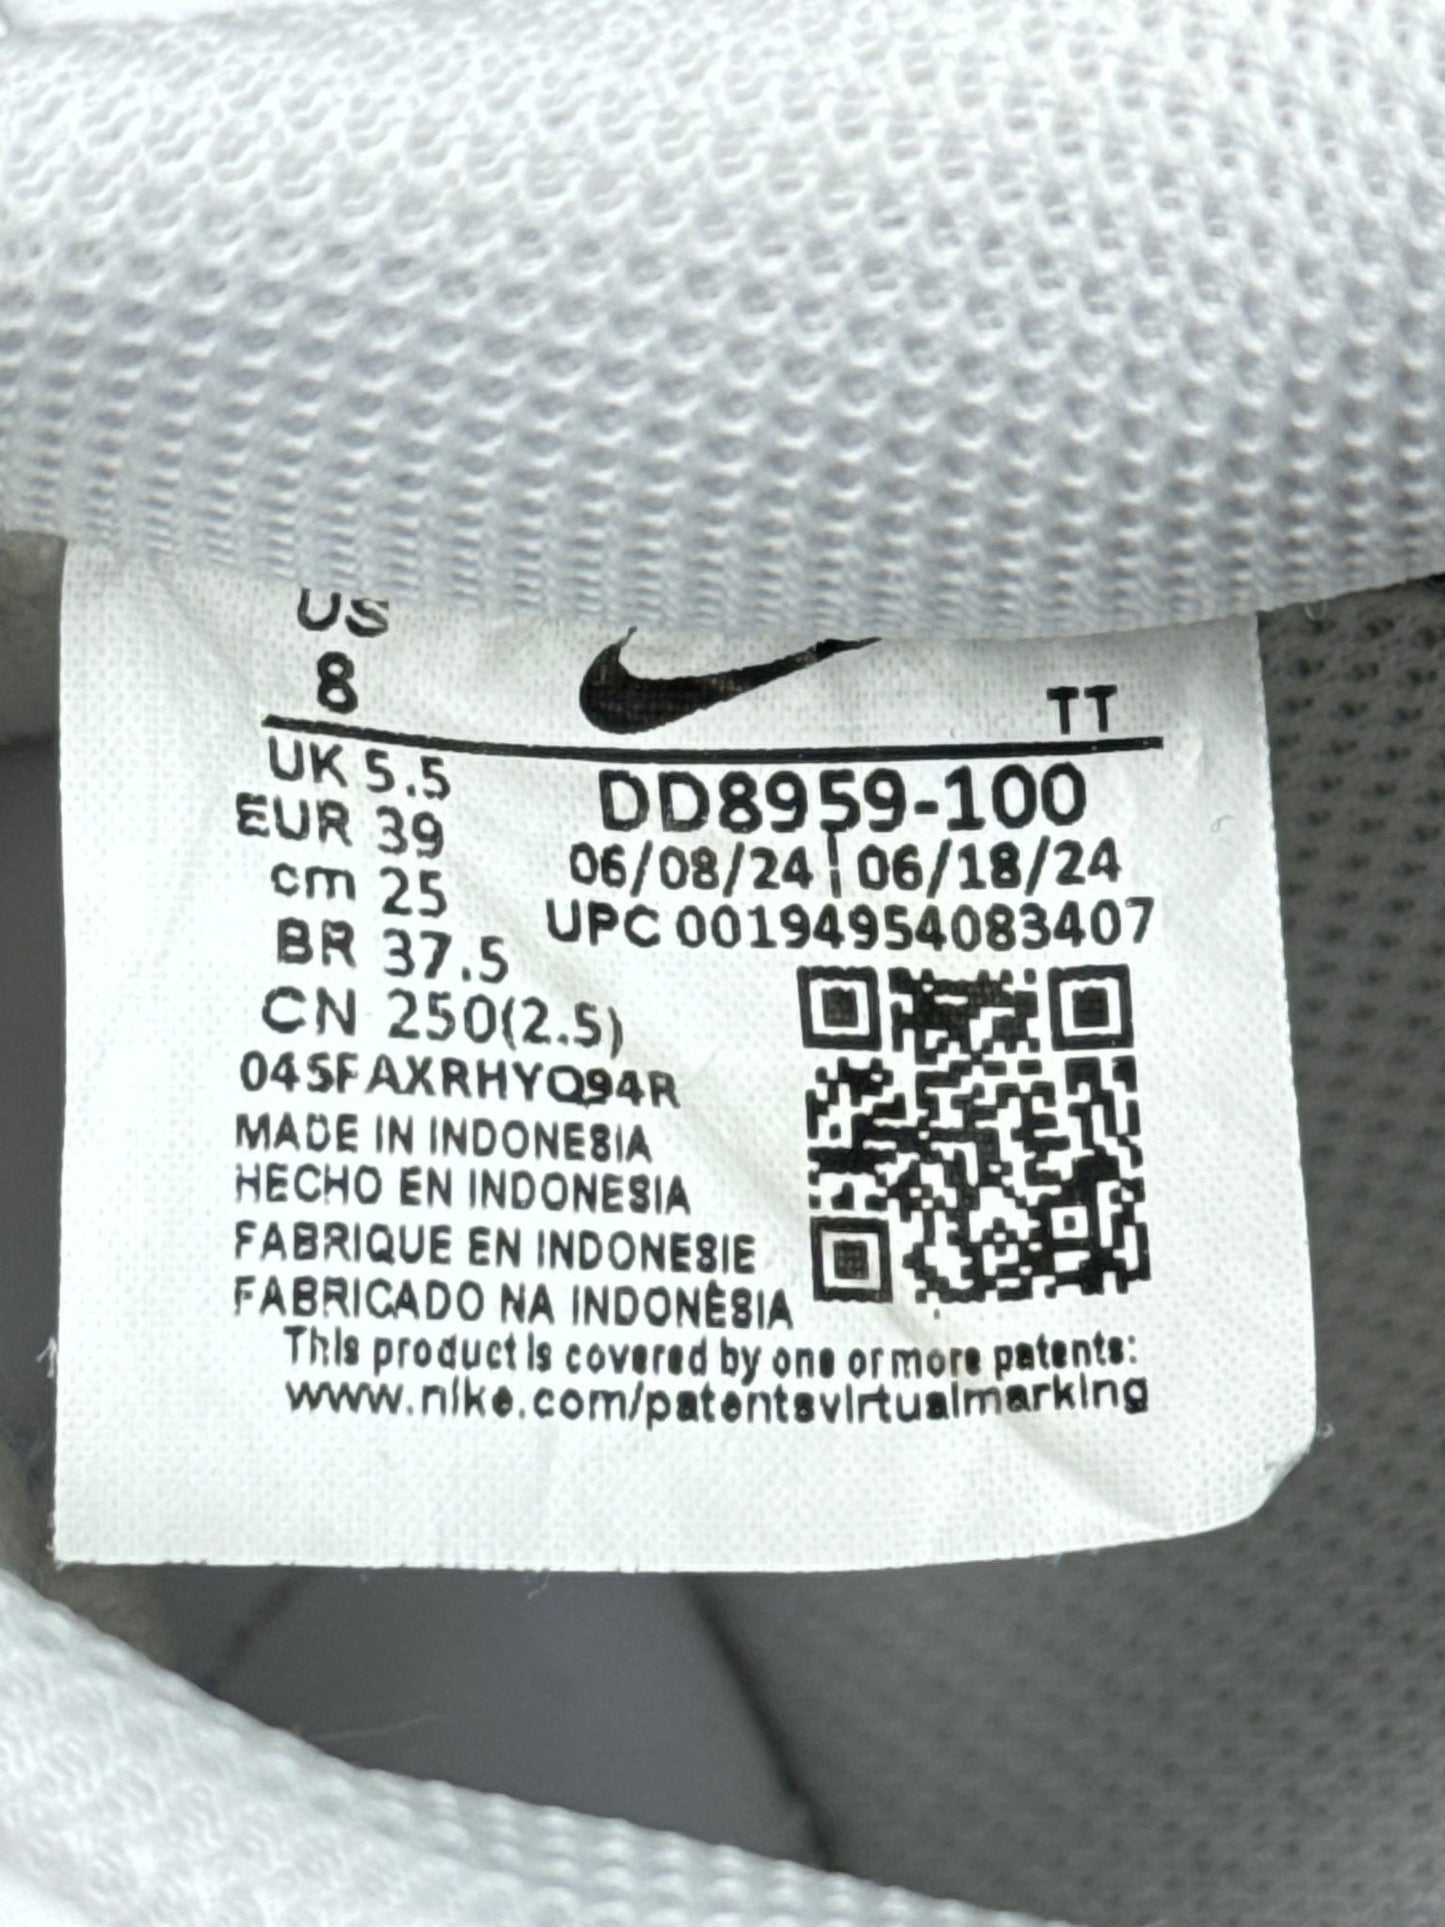 US
8
TT
UK 5.5
EUR 39
cm 25
BR 37.5
CN 250(2.5)
DD8959-100
06/08/24 | 06/18/24
UPC 00194954083407
045FAXRHYQ94R
MADE IN INDONESIA
HECHO EN INDONESIA
FABRIQUE EN INDONESIE
FABRICADO NA INDONÉSIA
This product is covered by one or more patents:
www.nike.com/patentsvirtualmarking